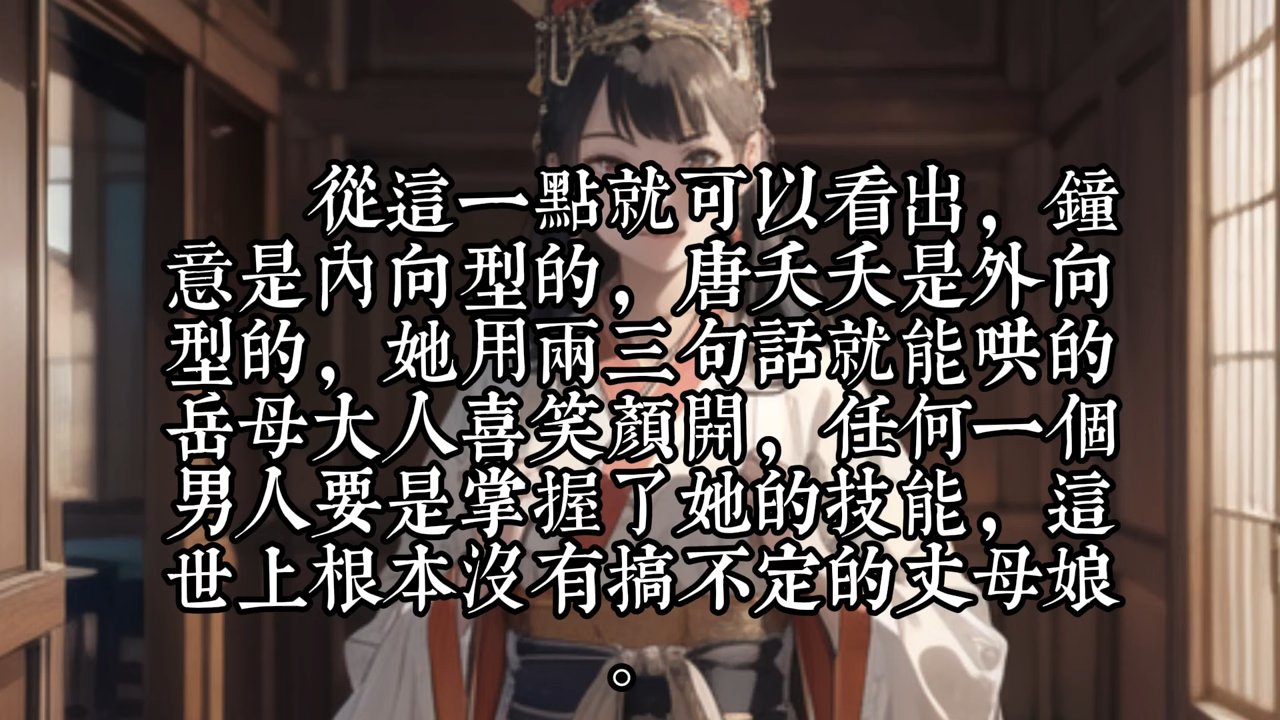 從這一點就可以看出，鐘
意是內向型的，唐夭夭是外向
型的，她用兩三句話就能哄的
岳母大人喜笑顏開，任何一個
男人要是掌握了她的技能，這
世上根本沒有搞不定的丈母娘
。